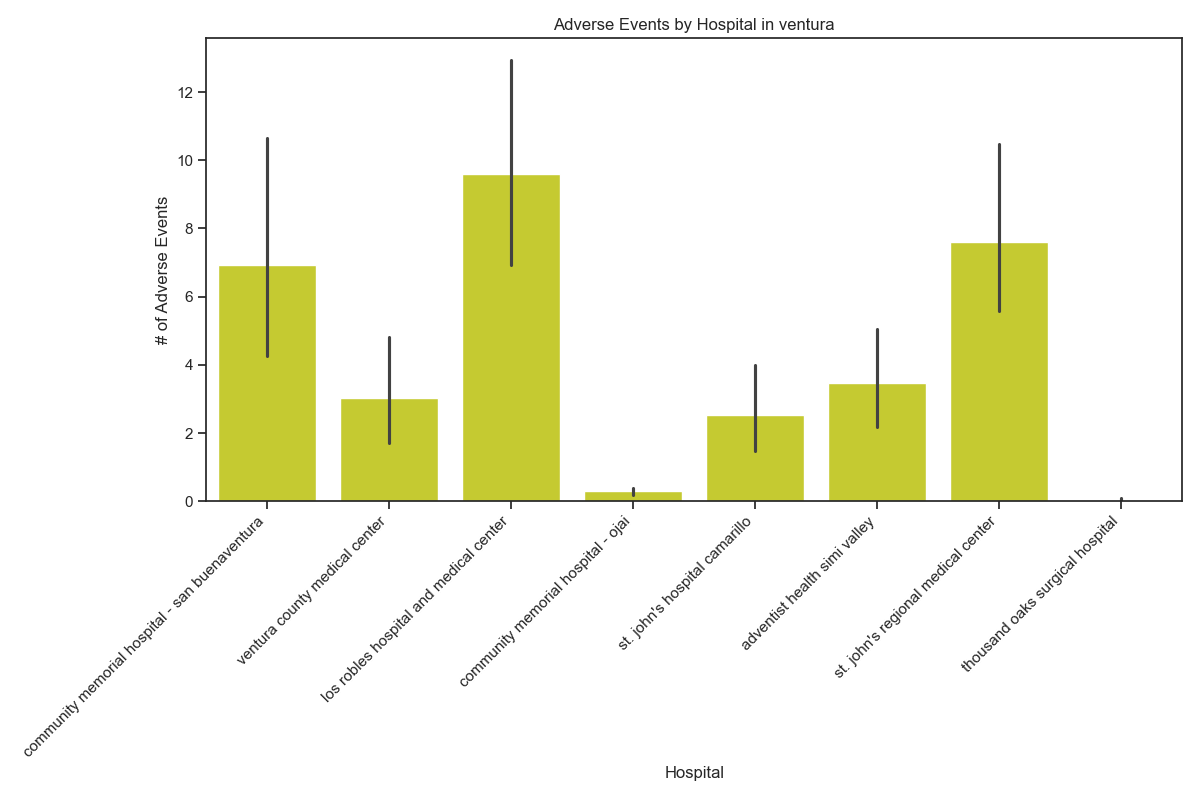 Adverse Events by Hospital in ventura
# of Adverse Events
12
10
8
6
4
2
0
community memorial hospital - san buenaventura
ventura county medical center
los robles hospital and medical center
community memorial hospital - ojai
st. john's hospital camarillo
adventist health simi valley
st. john's regional medical center
thousand oaks surgical hospital
Hospital